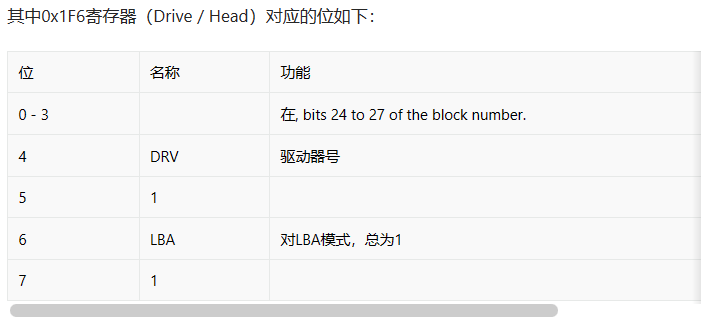 其中0x1F6寄存器（Drive / Head）对应的位如下：
位 名称 功能
0 - 3 在, bits 24 to 27 of the block number.
4 DRV 驱动器号
5 1
6 LBA 对LBA模式，总为1
7 1